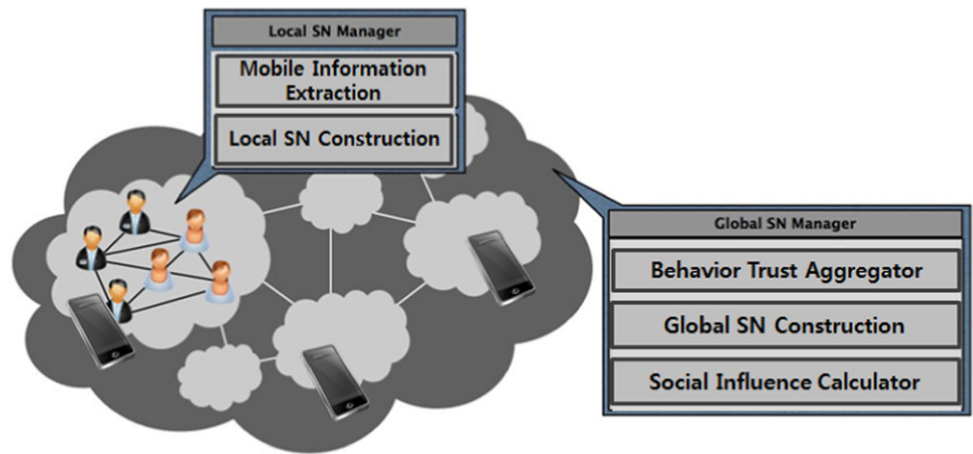 Local SN Manager
Mobile Information
Extraction
Local SN Construction
Global SN Manager
Behavior Trust Aggregator
Global SN Construction
Social Influence Calculator